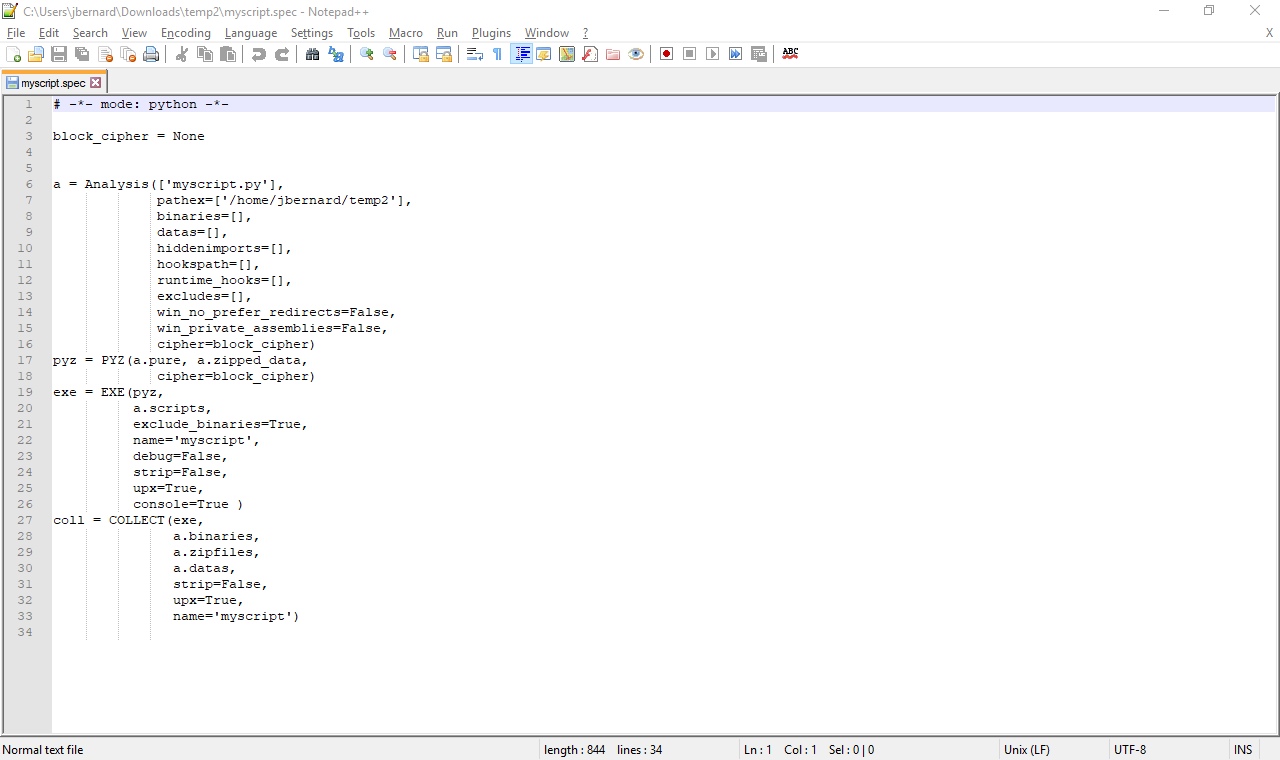 C:\Users\jbernard\Downloads\temp2\myscript.spec - Notepad++
File Edit Search View Encoding Language Settings Tools Macro Run Plugins Window ? X
ABC
myscript.spec
1 # -*- mode: python -*-
2
3 block_cipher = None
4
5
6 a = Analysis(['myscript.py'],
7              pathex=['/home/jbernard/temp2'],
8              binaries=[],
9              datas=[],
10              hiddenimports=[],
11              hookspath=[],
12              runtime_hooks=[],
13              excludes=[],
14              win_no_prefer_redirects=False,
15              win_private_assemblies=False,
16              cipher=block_cipher)
17 pyz = PYZ(a.pure, a.zipped_data,
18              cipher=block_cipher)
19 exe = EXE(pyz,
20           a.scripts,
21           exclude_binaries=True,
22           name='myscript',
23           debug=False,
24           strip=False,
25           upx=True,
26           console=True )
27 coll = COLLECT(exe,
28                a.binaries,
29                a.zipfiles,
30                a.datas,
31                strip=False,
32                upx=True,
33                name='myscript')
34
Normal text file length : 844 lines : 34 Ln : 1 Col : 1 Sel : 0 | 0 Unix (LF) UTF-8 INS